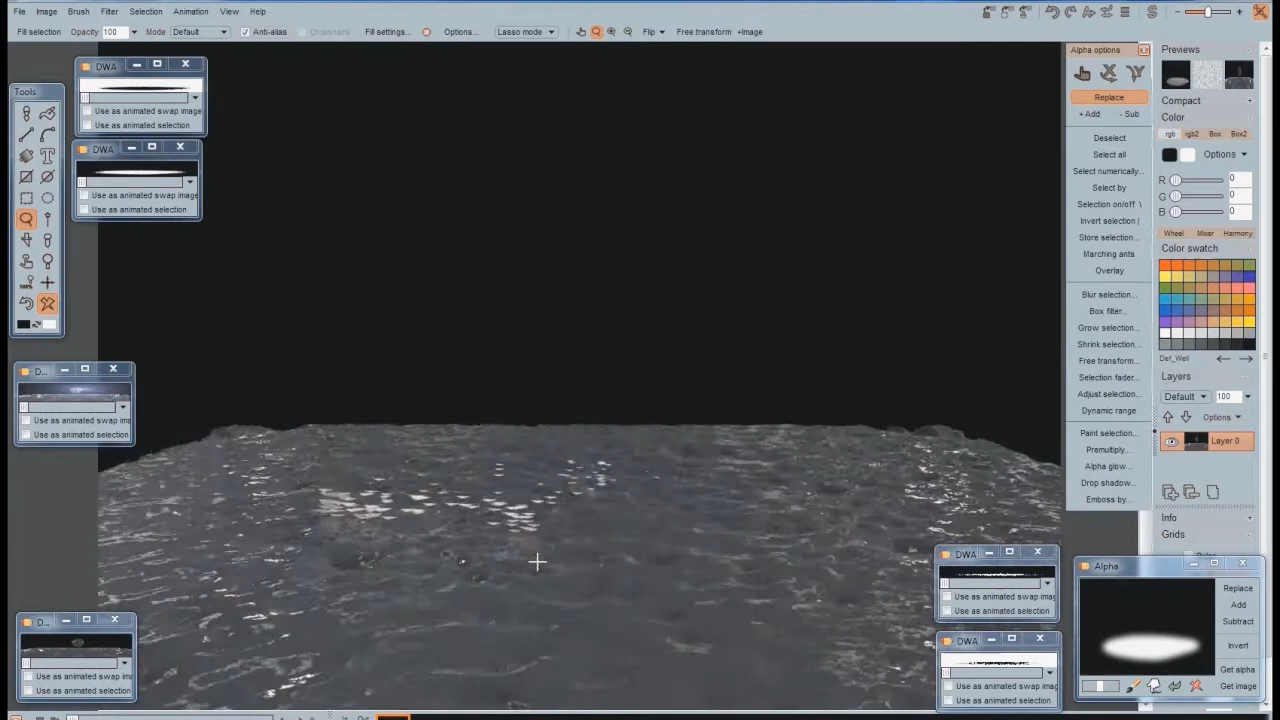 File Image Brush Filter Selection Animation View Help
Fill selection Opacity 100 Mode Default Anti-alias Crosshairs Fill settings... Options... Lasso mode Flip Free transform +Image
Tools
100%
DWA
Use as animated swap image
Use as animated selection
DWA
Use as animated swap image
Use as animated selection
D...
Use as animated swap im
Use as animated selection
D...
Use as animated swap ima
Use as animated selection
DWA
Use as animated swap imag
Use as animated selection
DWA
Use as animated swap imag
Use as animated selection
Alpha options
Replace
+ Add - Sub
Deselect
Select all
Select numerically...
Select by
Selection on/off \
Invert selection |
Store selection...
Marching ants
Overlay
Blur selection...
Box filter...
Grow selection...
Shrink selection...
Free transform...
Selection fader...
Adjust selection...
Dynamic range
Paint selection...
Premultiply...
Alpha glow...
Drop shadow...
Emboss by...
Previews
Compact
Color
rgb rgb2 Box Box2
Options
R 0
G 0
B 0
Wheel Mixer Harmony
Color swatch
Def_Well
Layers
Default 100
Options
Layer 0
Info
Grids
Alpha
Replace
Add
Subtract
Invert
Get alpha
Get image